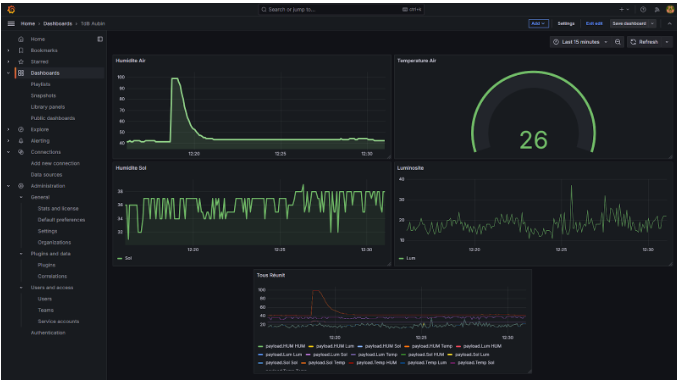 Search or jump to...
ctrl+k
Home > Dashboards > TdB Aubin
Add
Settings
Exit edit
Save dashboard
Last 15 minutes
Refresh
Home
Bookmarks
Starred
Dashboards
Playlists
Snapshots
Library panels
Public dashboards
Explore
Alerting
Connections
Add new connection
Data sources
Administration
General
Stats and license
Default preferences
Settings
Organizations
Plugins and data
Plugins
Correlations
Users and access
Users
Teams
Service accounts
Authentication
Humidite Air
100
90
80
70
60
50
40
12:20
12:25
12:30
Temperature Air
26
Humidite Sol
38
36
34
32
12:20
12:25
12:30
Sol
Luminosite
40
30
20
10
12:20
12:25
12:30
Lum
Tous Réunit
100
80
60
40
20
12:20
12:25
12:30
payload.HUM HUM payload.HUM Lum payload.HUM Sol payload.HUM Temp payload.Lum HUM
payload.Lum Lum payload.Lum Sol payload.Lum Temp payload.Sol HUM payload.Sol Lum
payload.Sol Sol payload.Sol Temp payload.Temp HUM payload.Temp Lum payload.Temp Sol
payload.Temp Temp